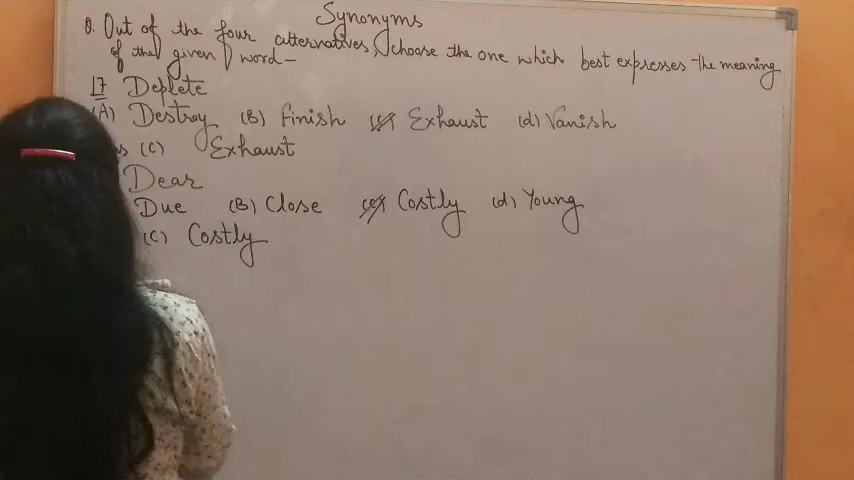 Synonyms
Q. Out of the four alternatives, choose the one which best expresses the meaning
of the given word-
17 Deplete
(A) Destroy (B) Finish (c) Exhaust (d) Vanish
s (c) Exhaust
Dear
Due (B) Close (c) Costly (d) Young
(C) Costly